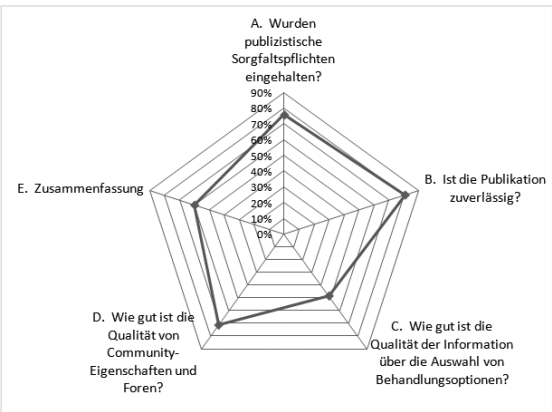 A. Wurden
publizistische
Sorgfaltspflichten
eingehalten?
90%
80%
70%
60%
50%
40%
30%
20%
10%
0%
B. Ist die Publikation
zuverlässig?
C. Wie gut ist die
Qualität der Information
über die Auswahl von
Behandlungsoptionen?
D. Wie gut ist die
Qualität von
Community-
Eigenschaften und
Foren?
E. Zusammenfassung